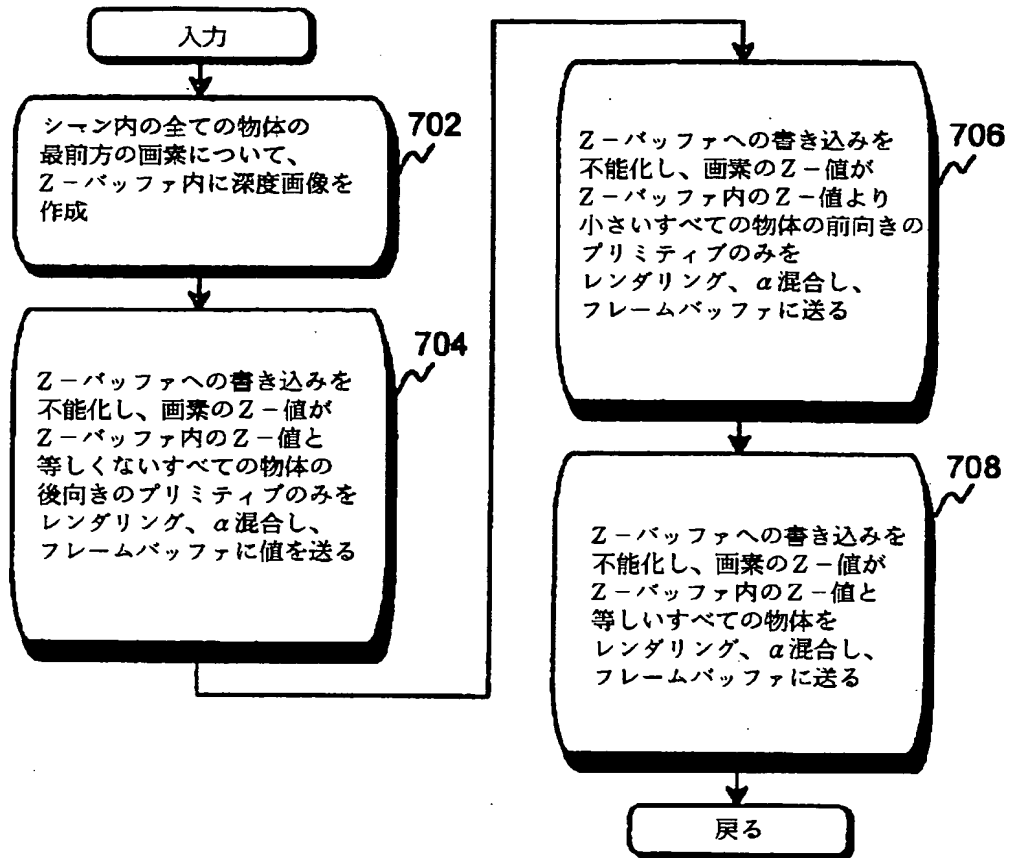 入力
シーン内の全ての物体の
最前方の画素について、
Z－バッファ内に深度画像を
作成
702
Z－バッファへの書き込みを
不能化し、画素のZ－値が
Z－バッファ内のZ－値と
等しくないすべての物体の
後向きのプリミティブのみを
レンダリング、α混合し、
フレームバッファに値を送る
704
Z－バッファへの書き込みを
不能化し、画素のZ－値が
Z－バッファ内のZ－値より
小さいすべての物体の前向きの
プリミティブのみを
レンダリング、α混合し、
フレームバッファに送る
706
Z－バッファへの書き込みを
不能化し、画素のZ－値が
Z－バッファ内のZ－値と
等しいすべての物体を
レンダリング、α混合し、
フレームバッファに送る
708
戻る